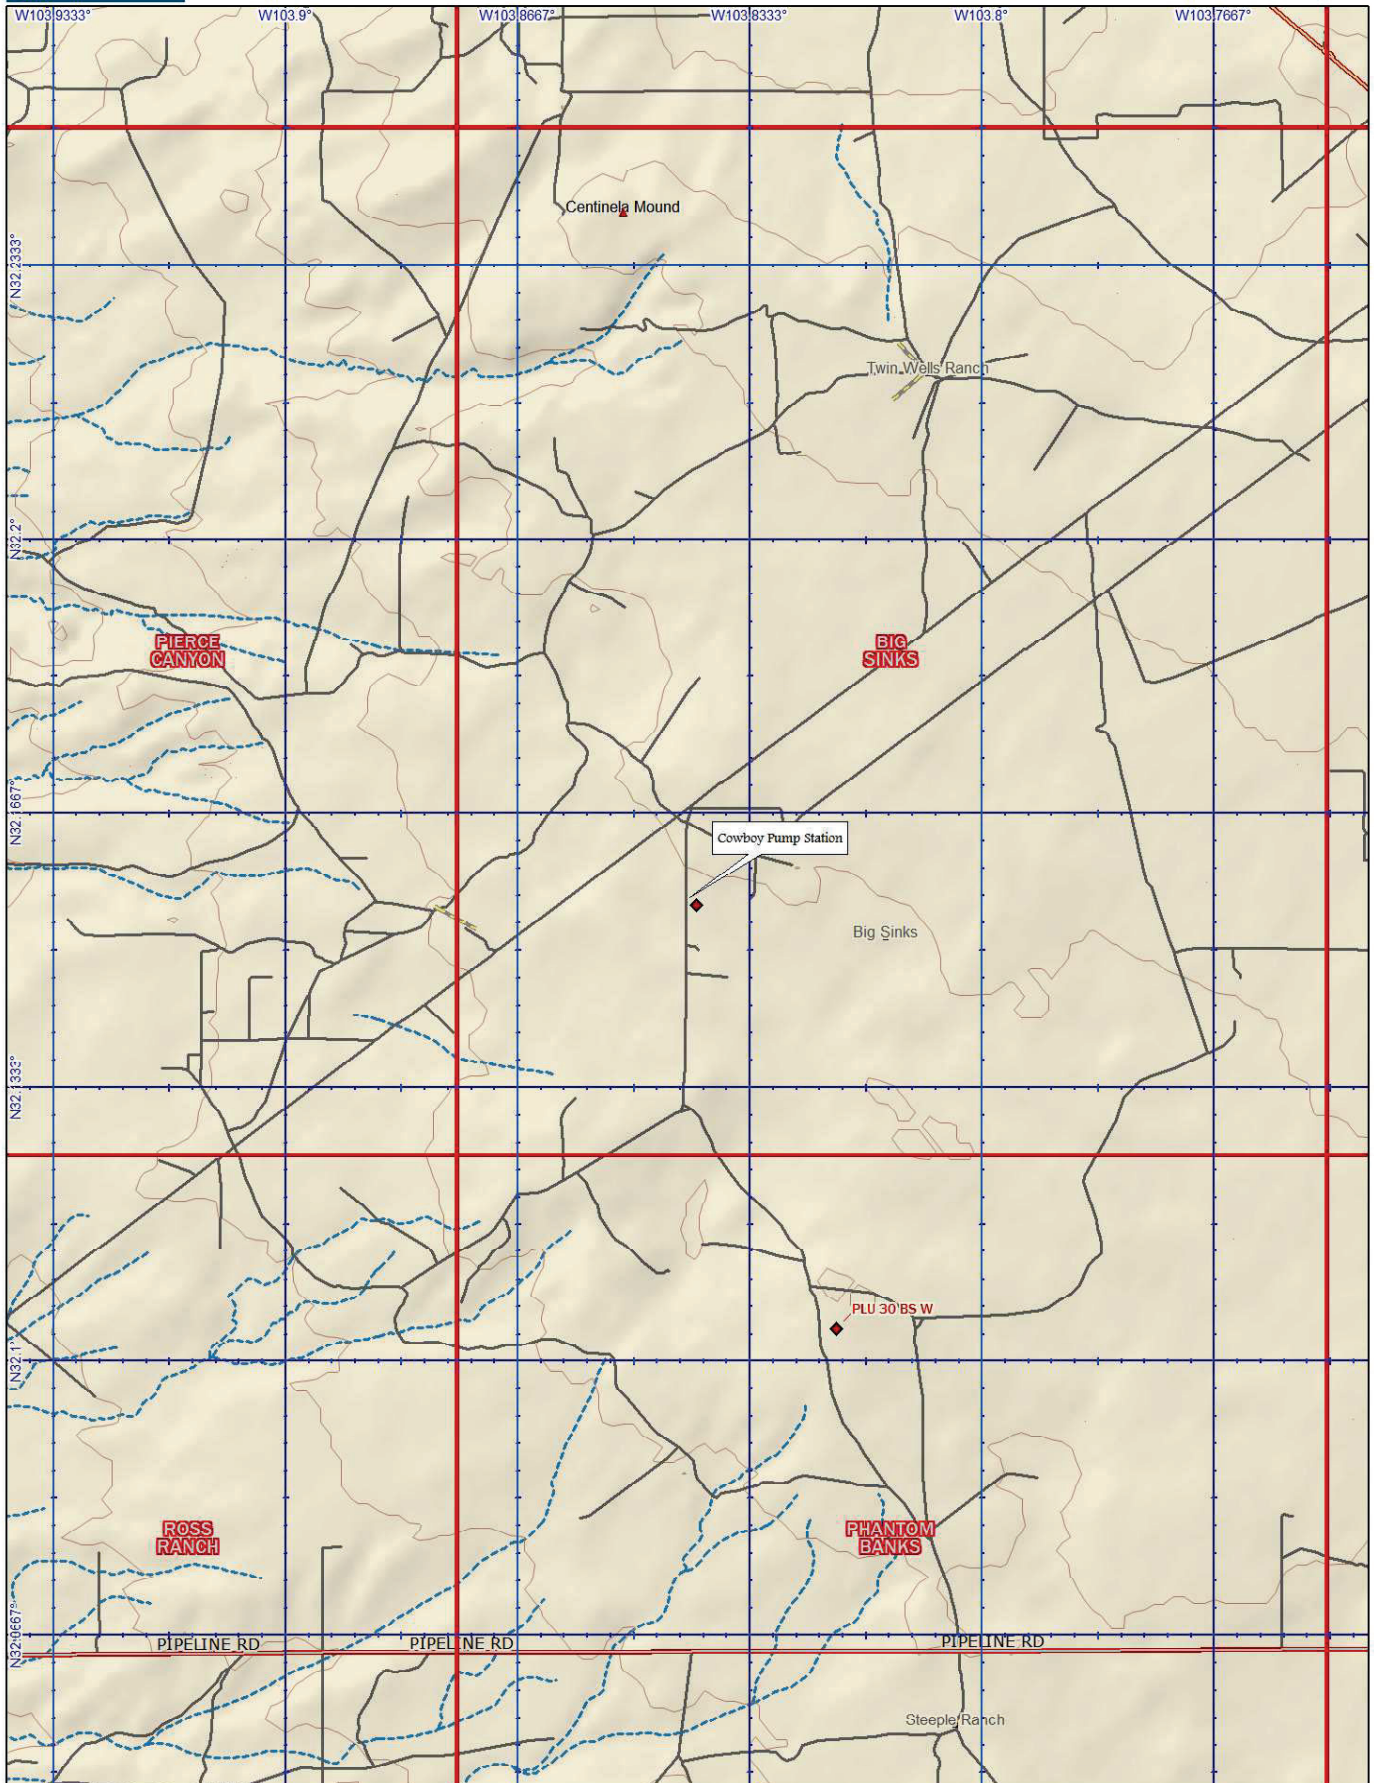 W103.9333° W103.9° W103.8667° W103.8333° W103.8° W103.7667°
Centinela Mound
N32.2333°
Twin Wells Ranch
N32.2°
PIERCE
CANYON
BIG
SINKS
N32.1667°
Cowboy Pump Station
Big Sinks
N32.1333°
PLU 30 BS W
N32.1°
ROSS
RANCH
PHANTOM
BANKS
N32.0667°
PIPELINE RD PIPELINE RD PIPELINE RD
Steeple Ranch